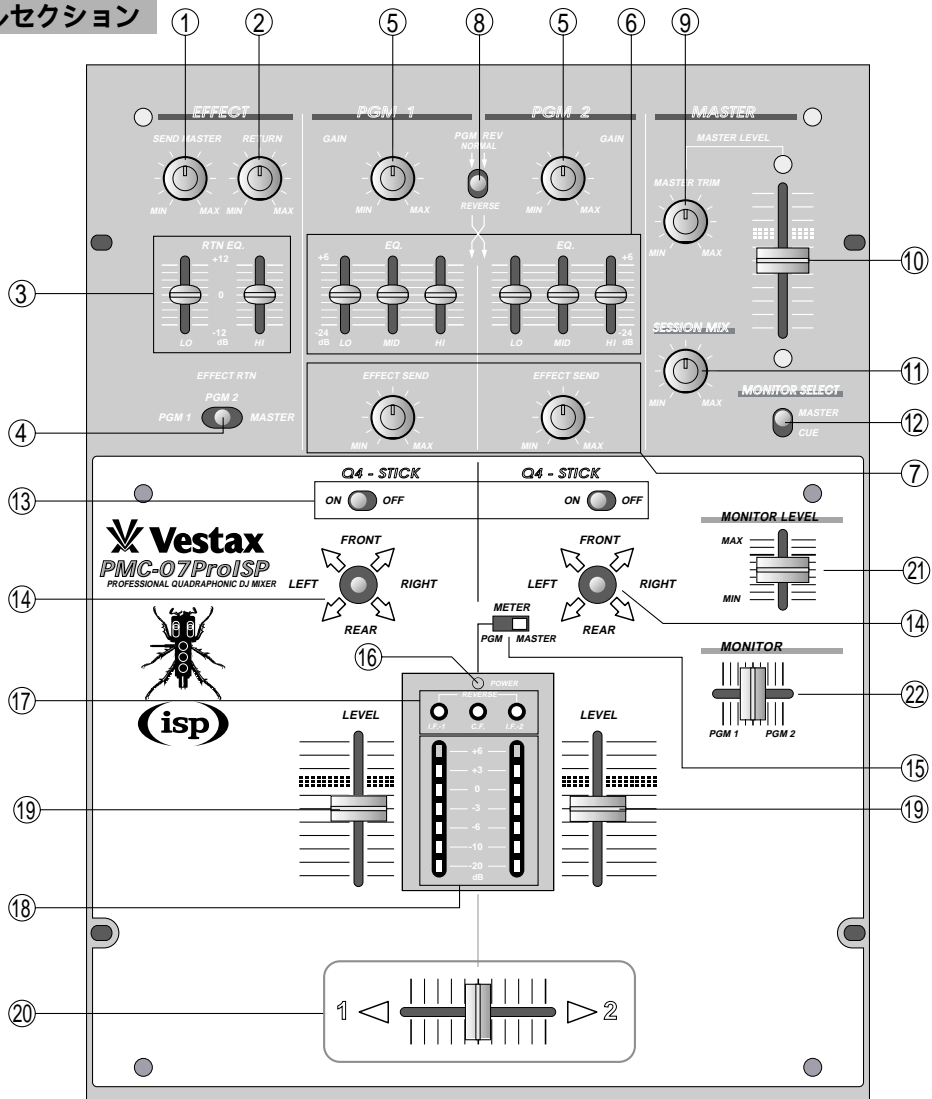 ルセクション
① ② ⑤ ⑧ ⑤ ⑥ ⑨
EFFECT PGM 1 PGM 2 MASTER
SEND MASTER RETURN GAIN PGM REV GAIN MASTER LEVEL
NORMAL
MASTER TRIM
MIN MAX MIN MAX MIN MAX REVERSE MIN MAX
MIN MAX
RTN EQ. EQ. EQ.
+12 +6 +6
③ 0 ⑩
-12 -24 -24
dB dB dB
LO HI LO MID HI LO MID HI
SESSION MIX
EFFECT RTN EFFECT SEND EFFECT SEND ⑪
PGM 2 MIN MAX MONITOR SELECT
④ PGM 1 MASTER MASTER ⑫
CUE
MIN MAX MIN MAX
⑦
Q4 - STICK Q4 - STICK
⑬ ON OFF ON OFF
Vestax
PMC-07ProISP
PROFESSIONAL QUADRAPHONIC DJ MIXER
MONITOR LEVEL
MAX
MIN
㉑
FRONT FRONT
LEFT RIGHT LEFT RIGHT
⑭ REAR REAR ⑭
METER
PGM MASTER
MONITOR
㉒
PGM 1 PGM 2
isp
⑯ POWER
⑰ REVERSE
I.F.-1 C.F. I.F.-2
⑮
LEVEL LEVEL
+6
+3
0
⑲ -3 ⑲
-6
-10
-20
dB
⑱
⑳ 1 2